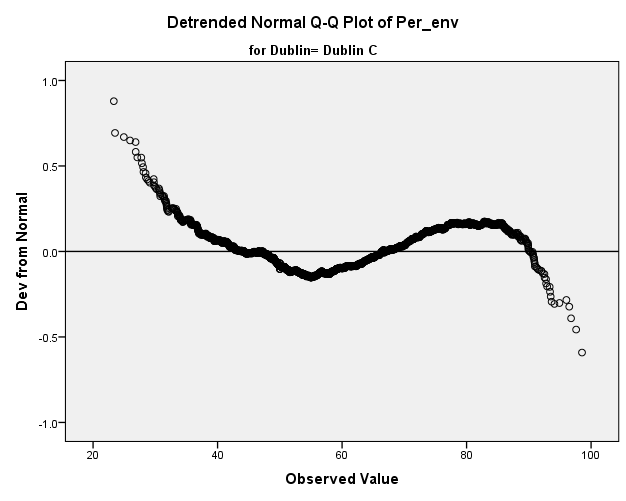 Detrended Normal Q-Q Plot of Per_env
for Dublin= Dublin C
Dev from Normal
1.0
0.5
0.0
-0.5
-1.0
20 40 60 80 100
Observed Value